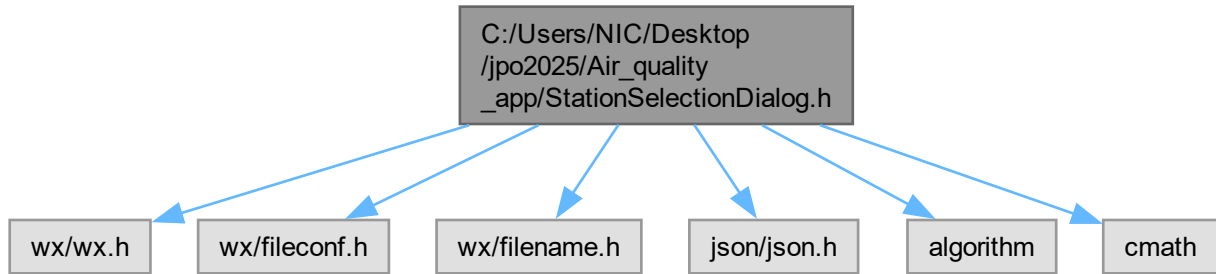 C:/Users/NIC/Desktop
/jpo2025/Air_quality
_app/StationSelectionDialog.h
wx/wx.h
wx/fileconf.h
wx/filename.h
json/json.h
algorithm
cmath